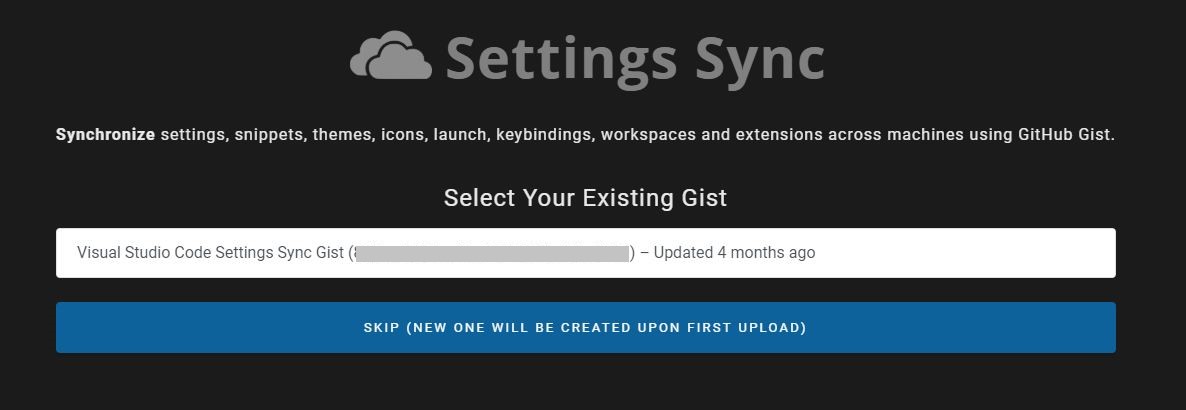 Settings Sync
Synchronize settings, snippets, themes, icons, launch, keybindings, workspaces and extensions across machines using GitHub Gist.
Select Your Existing Gist
Visual Studio Code Settings Sync Gist () – Updated 4 months ago
SKIP (NEW ONE WILL BE CREATED UPON FIRST UPLOAD)